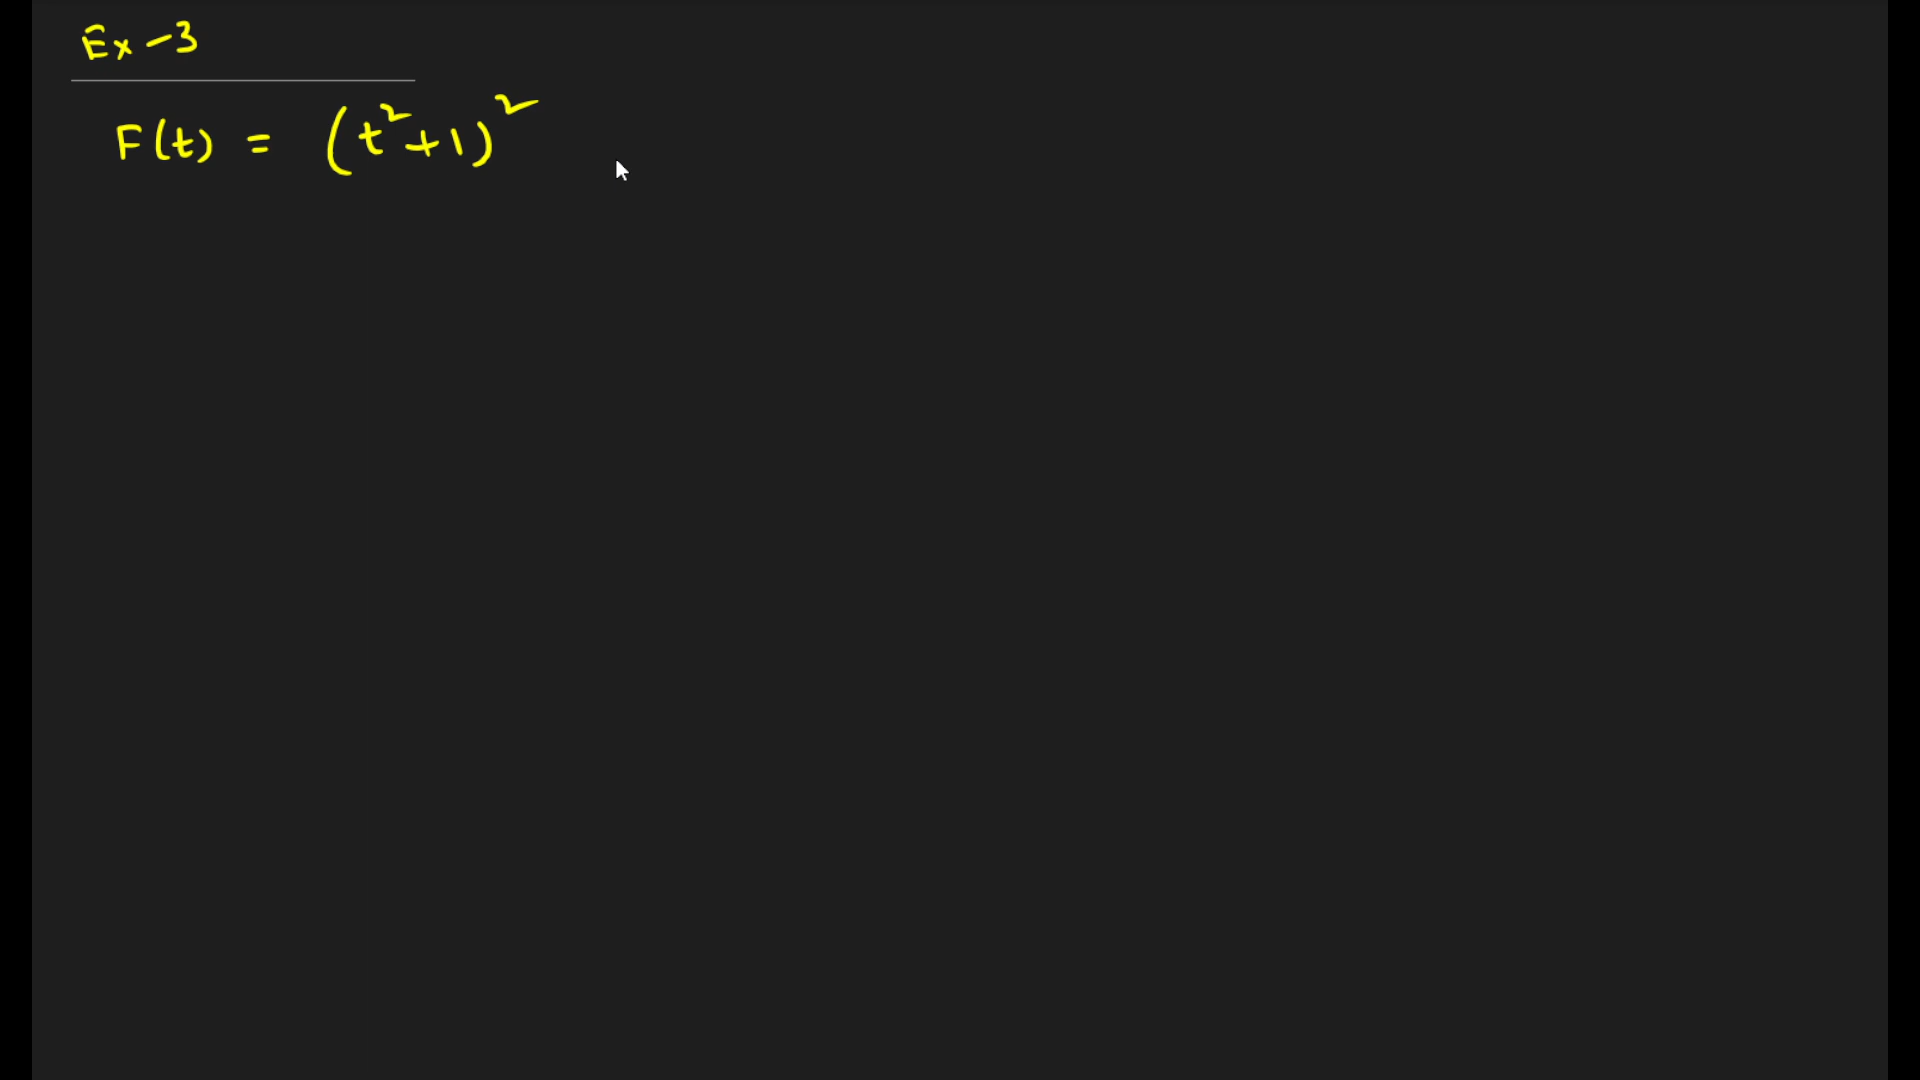 Ex-3
F(t) = (t²+1)²